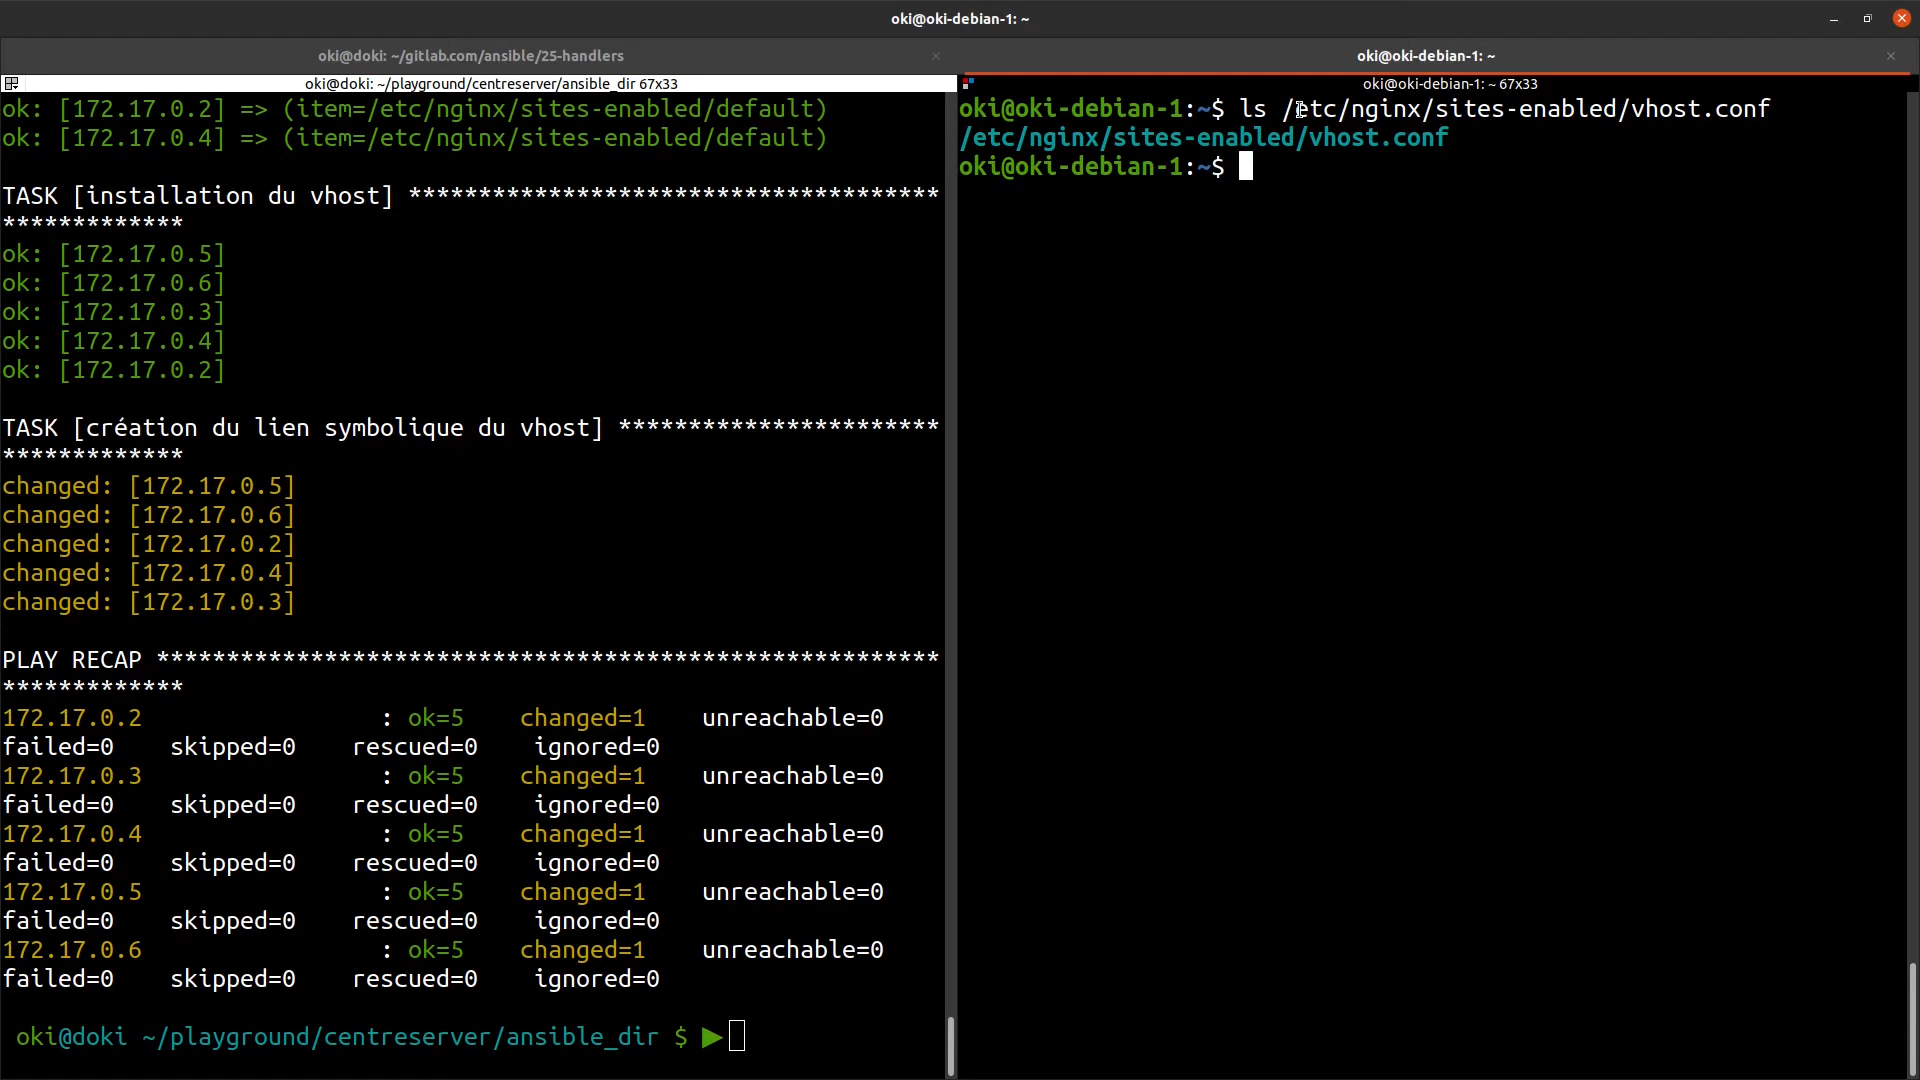 oki@oki-debian-1: ~
oki@doki: ~/gitlab.com/ansible/25-handlers
oki@oki-debian-1: ~
oki@doki: ~/playground/centreserver/ansible_dir 67x33
ok: [172.17.0.2] => (item=/etc/nginx/sites-enabled/default)
ok: [172.17.0.4] => (item=/etc/nginx/sites-enabled/default)
TASK [installation du vhost] **************************************
*************
ok: [172.17.0.5]
ok: [172.17.0.6]
ok: [172.17.0.3]
ok: [172.17.0.4]
ok: [172.17.0.2]
TASK [création du lien symbolique du vhost] ***********************
*************
changed: [172.17.0.5]
changed: [172.17.0.6]
changed: [172.17.0.2]
changed: [172.17.0.4]
changed: [172.17.0.3]
PLAY RECAP ********************************************************
*************
172.17.0.2 : ok=5 changed=1 unreachable=0
failed=0 skipped=0 rescued=0 ignored=0
172.17.0.3 : ok=5 changed=1 unreachable=0
failed=0 skipped=0 rescued=0 ignored=0
172.17.0.4 : ok=5 changed=1 unreachable=0
failed=0 skipped=0 rescued=0 ignored=0
172.17.0.5 : ok=5 changed=1 unreachable=0
failed=0 skipped=0 rescued=0 ignored=0
172.17.0.6 : ok=5 changed=1 unreachable=0
failed=0 skipped=0 rescued=0 ignored=0
oki@doki ~/playground/centreserver/ansible_dir $ ▶
oki@oki-debian-1: ~ 67x33
oki@oki-debian-1:~$ ls /etc/nginx/sites-enabled/vhost.conf
/etc/nginx/sites-enabled/vhost.conf
oki@oki-debian-1:~$